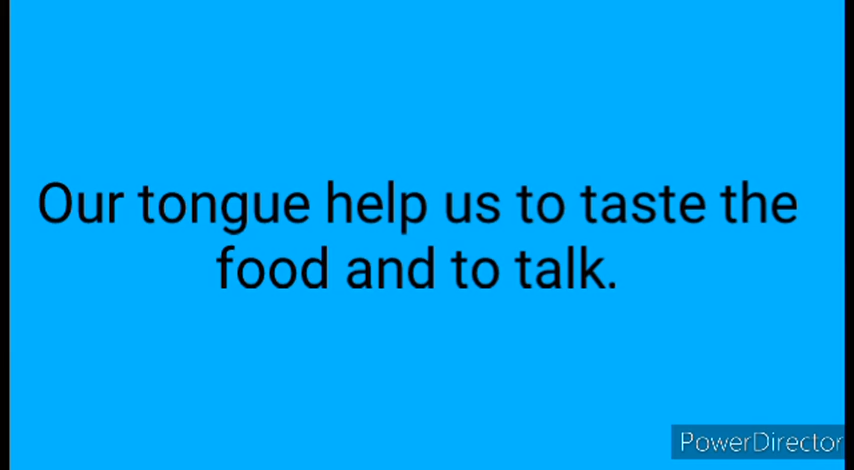 Our tongue help us to taste the
food and to talk.
PowerDirector